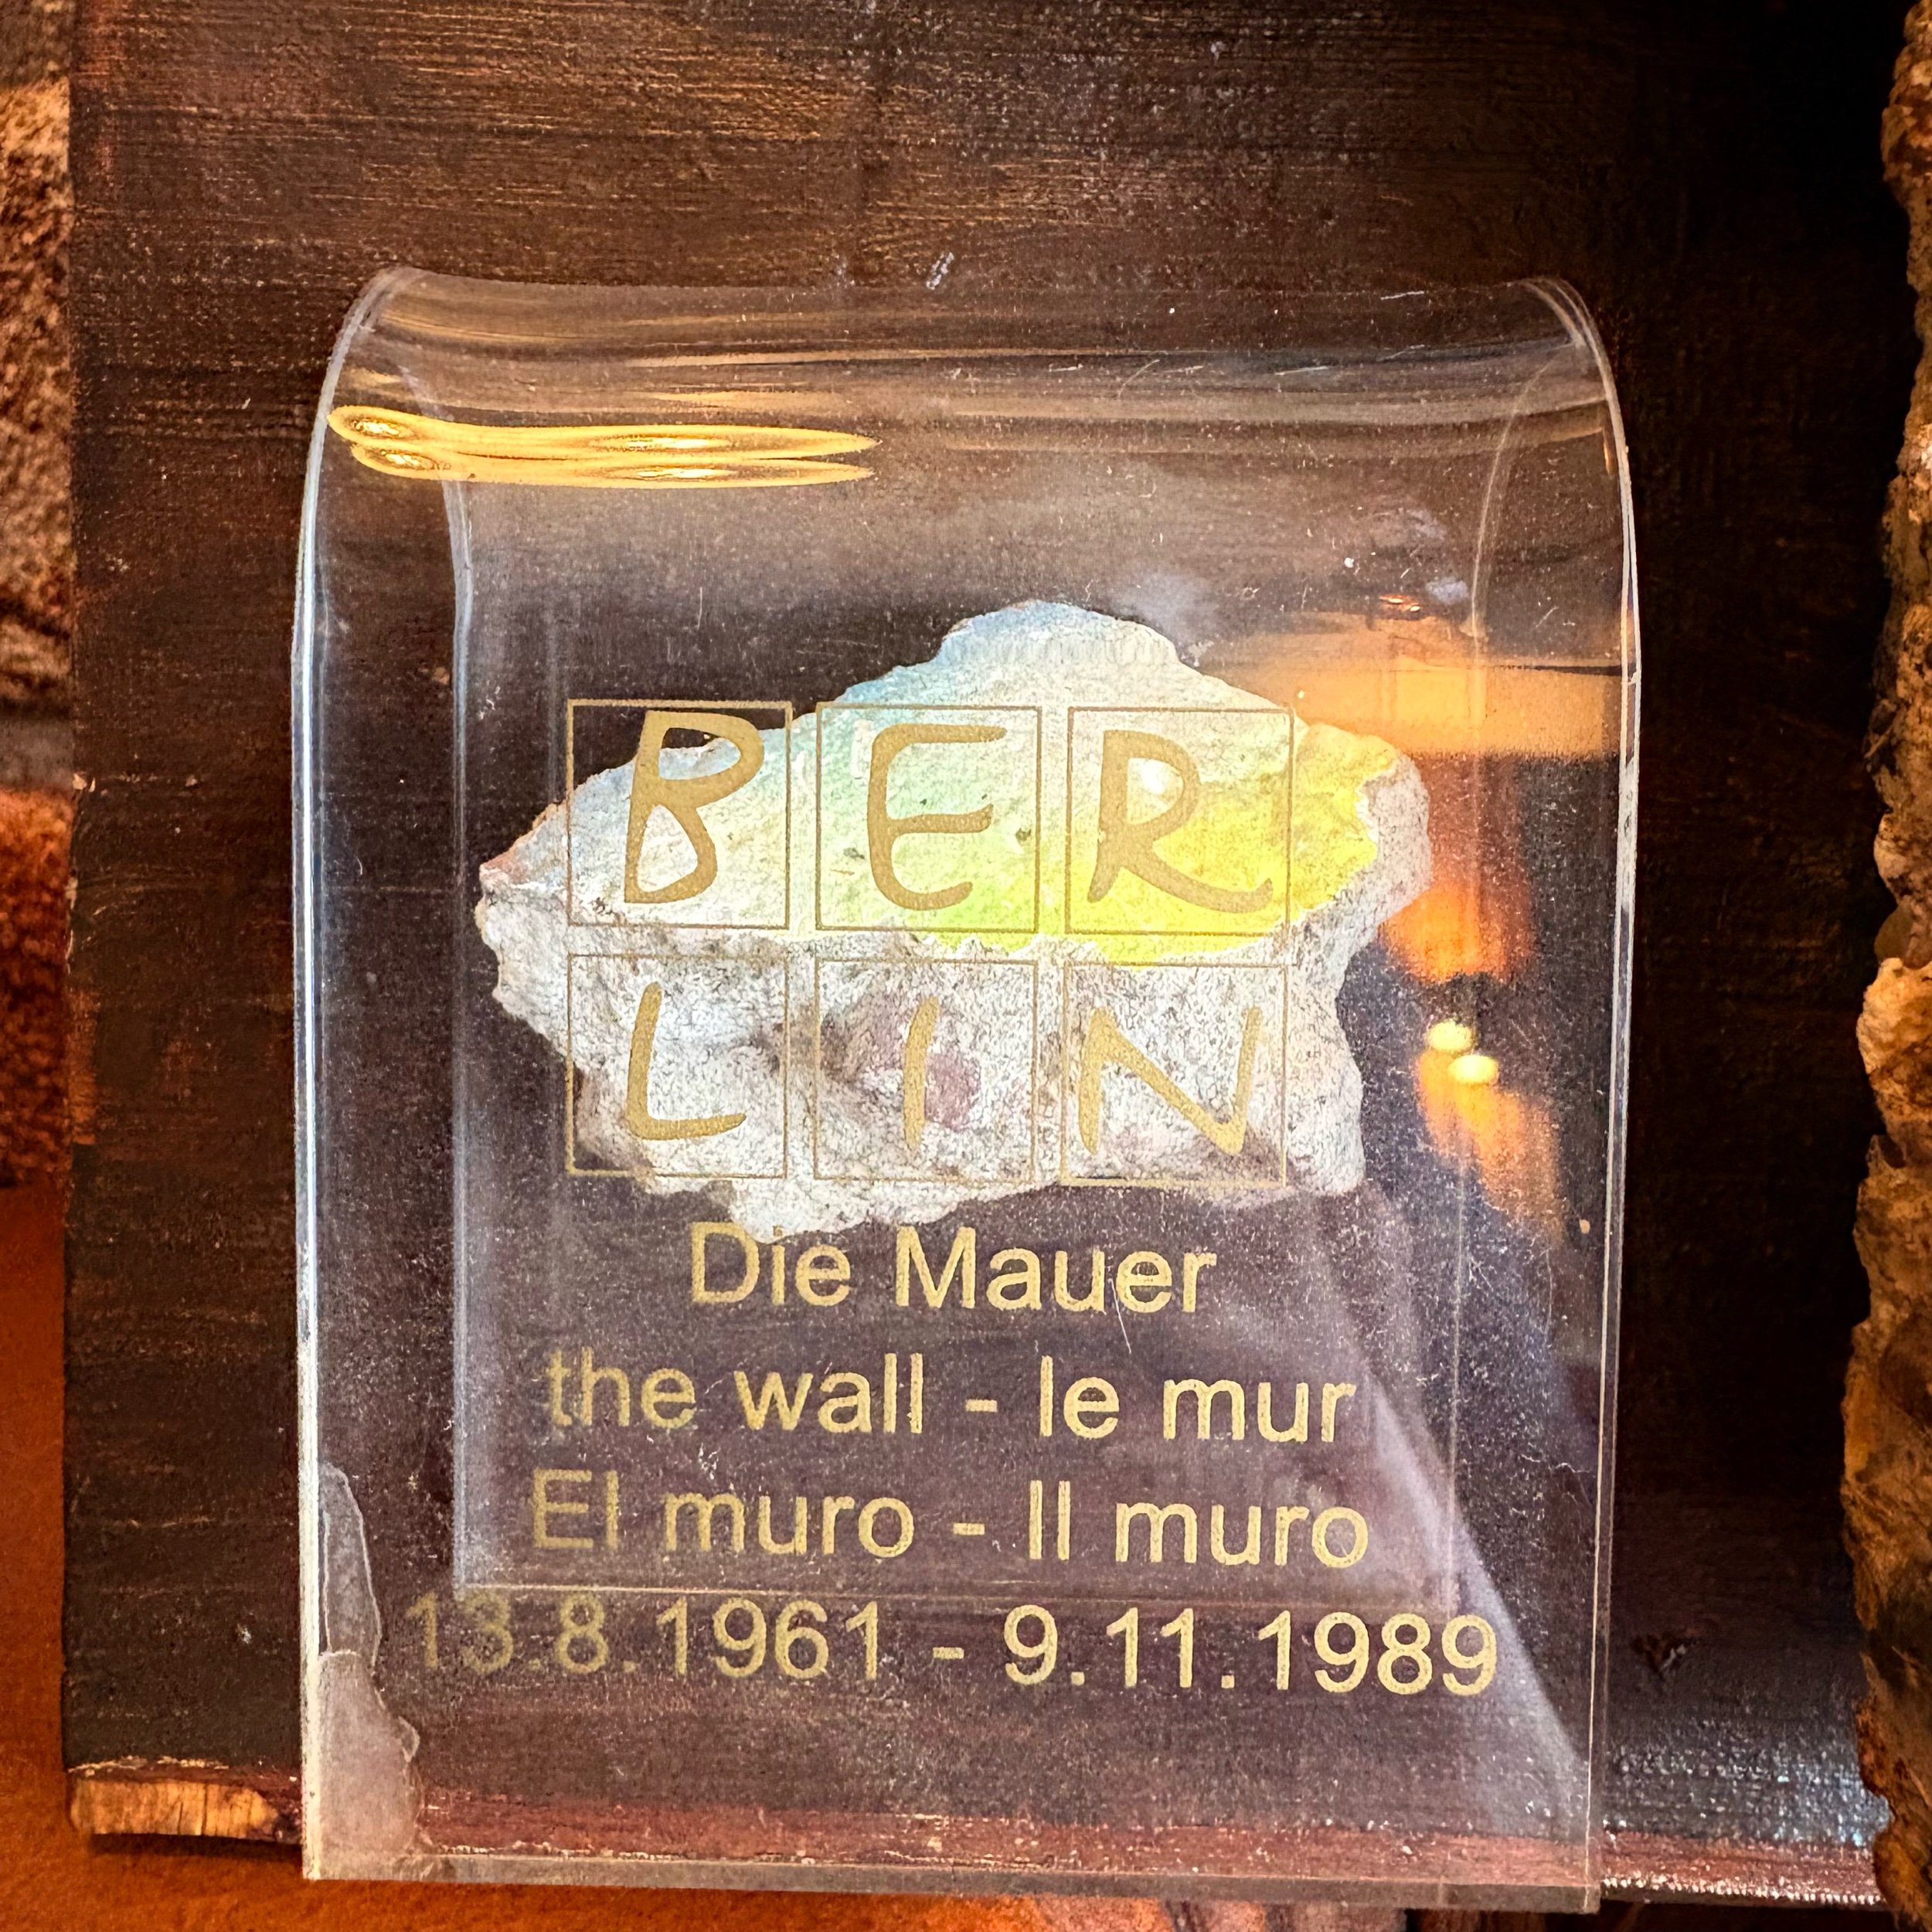 BER
LIN
Die Mauer
the wall - le mur
El muro - Il muro
13.8.1961 - 9.11.1989